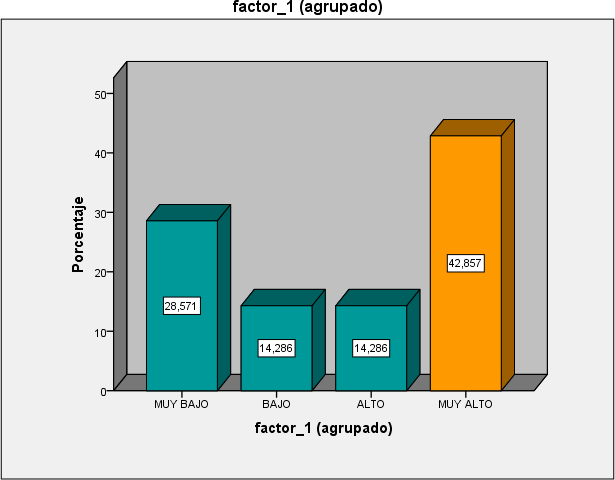 factor_1 (agrupado)
50
40
30
20
10
0
Porcentaje
28,571
14,286
14,286
42,857
MUY BAJO
BAJO
ALTO
MUY ALTO
factor_1 (agrupado)